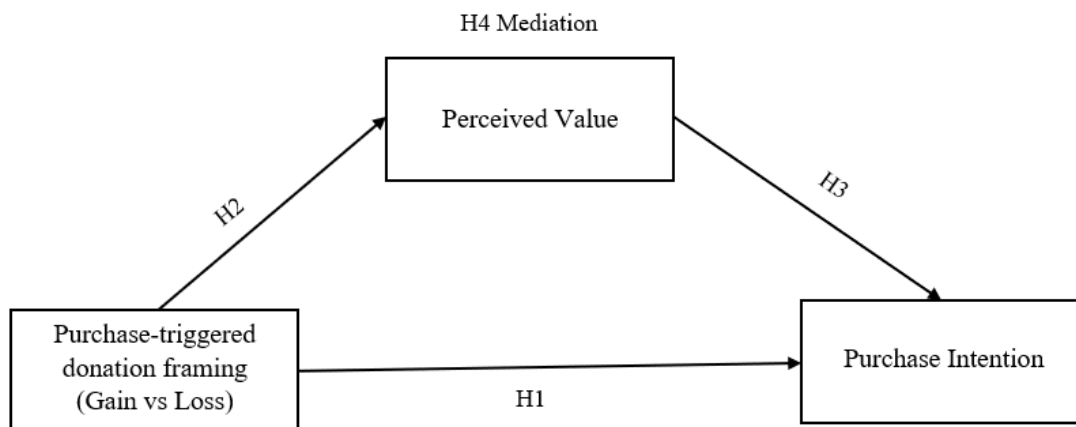 H4 Mediation
Perceived Value
H2
H3
Purchase-triggered
donation framing
(Gain vs Loss)
H1
Purchase Intention